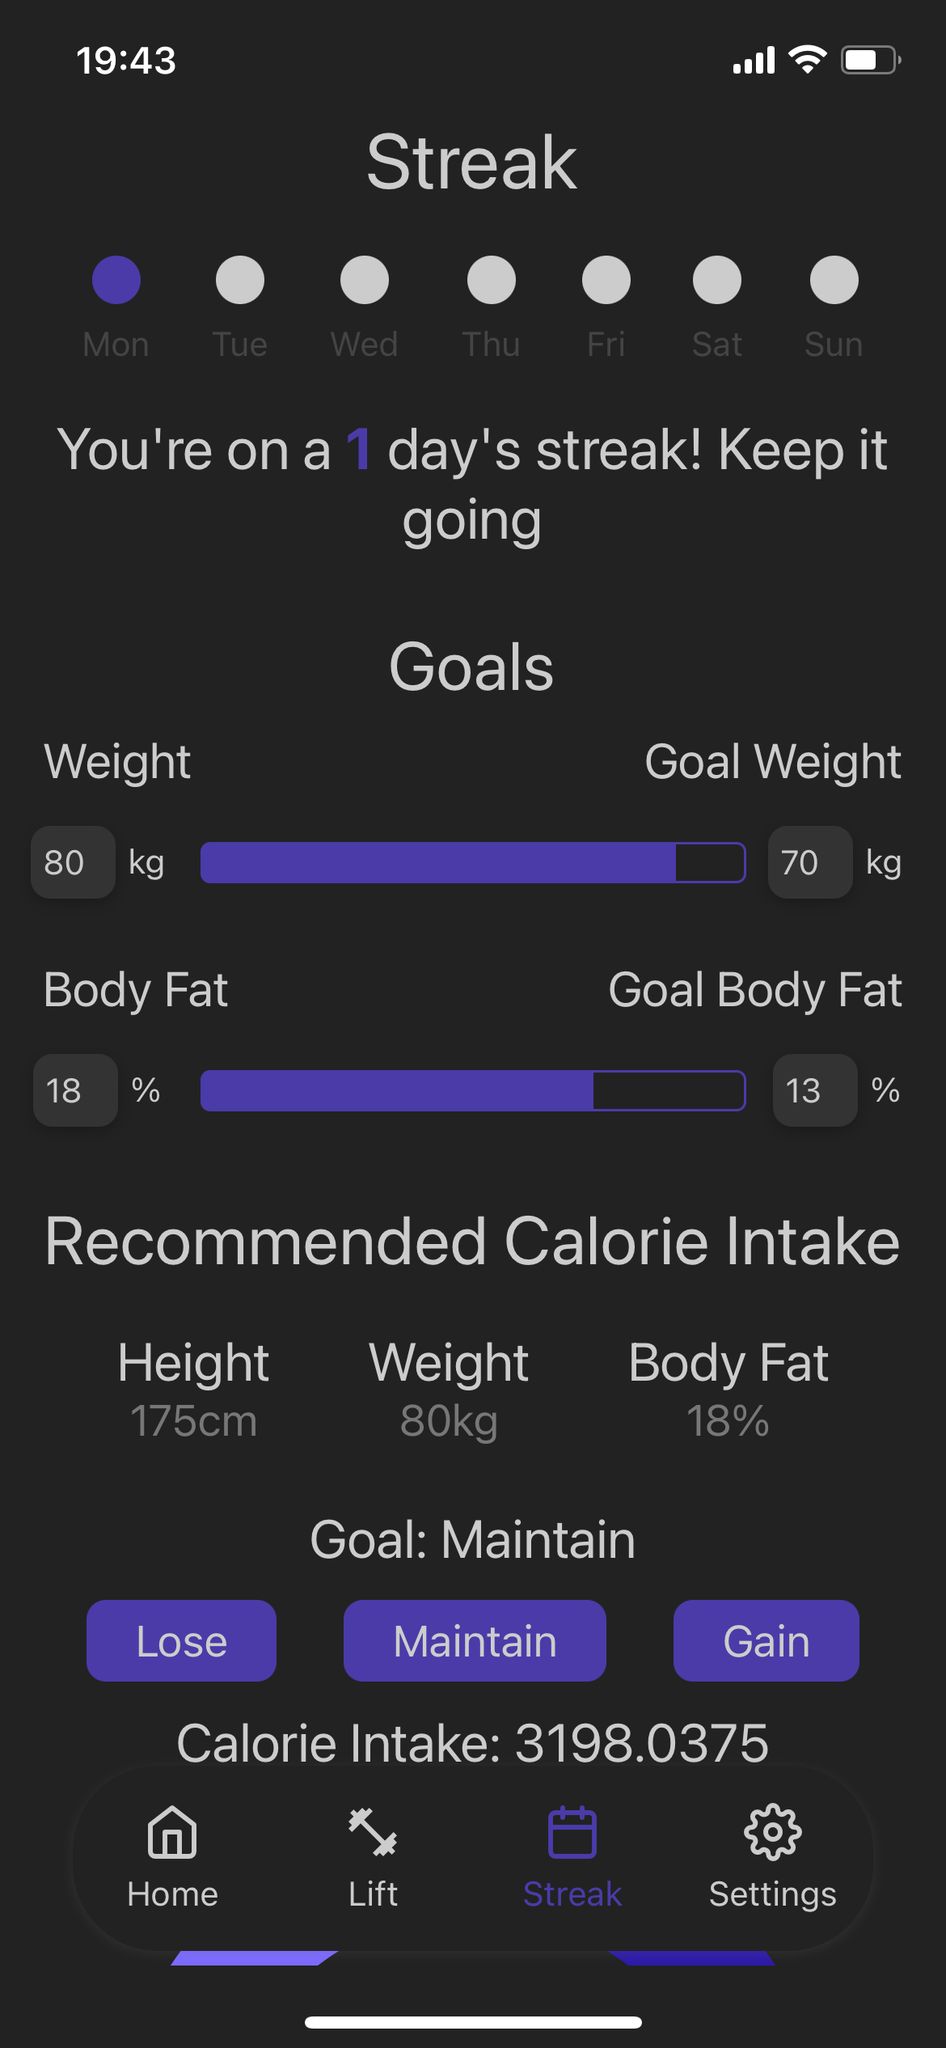 19:43
Streak
Mon Tue Wed Thu Fri Sat Sun
You're on a 1 day's streak! Keep it
going
Goals
Weight Goal Weight
80 kg 70 kg
Body Fat Goal Body Fat
18 % 13 %
Recommended Calorie Intake
Height Weight Body Fat
175cm 80kg 18%
Goal: Maintain
Lose Maintain Gain
Calorie Intake: 3198.0375
Home Lift Streak Settings